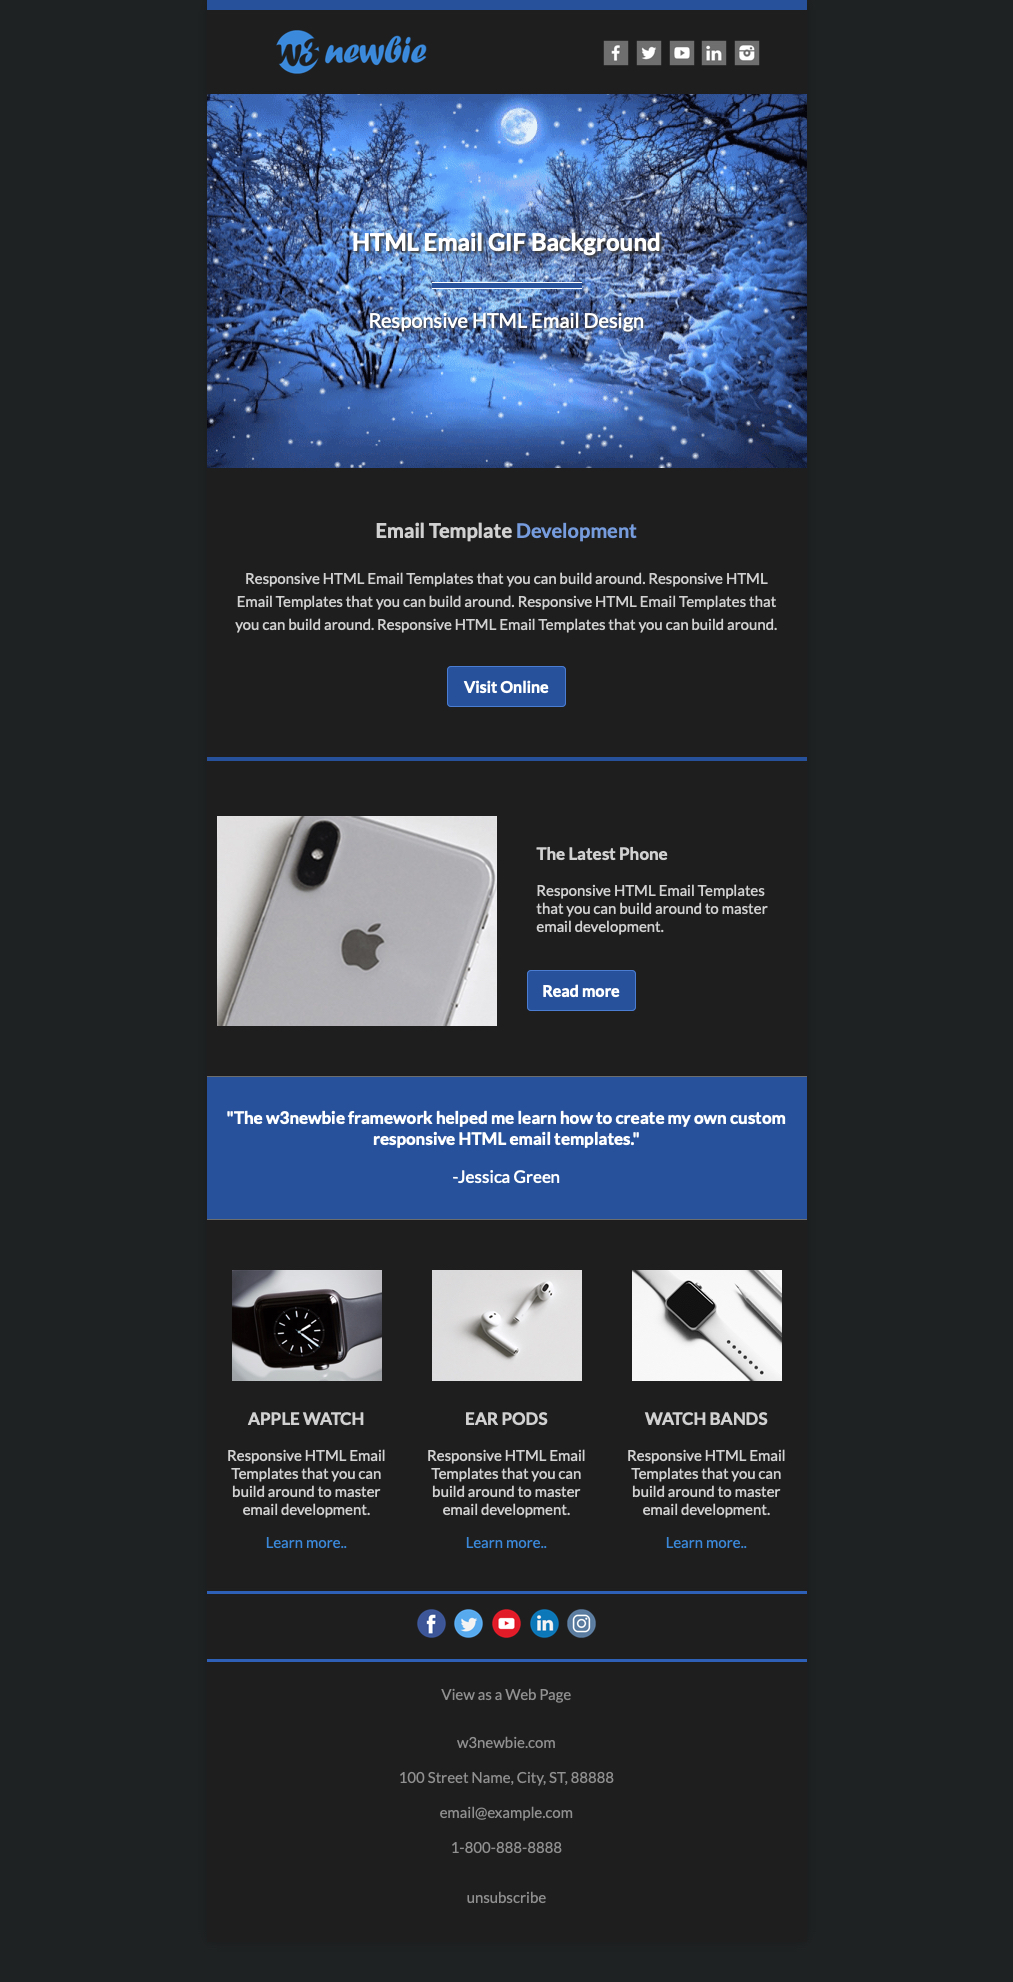 W3 newbie
HTML Email GIF Background
Responsive HTML Email Design
Email Template Development
Responsive HTML Email Templates that you can build around. Responsive HTML
Email Templates that you can build around. Responsive HTML Email Templates that
you can build around. Responsive HTML Email Templates that you can build around.
Visit Online
The Latest Phone
Responsive HTML Email Templates
that you can build around to master
email development.
Read more
"The w3newbie framework helped me learn how to create my own custom
responsive HTML email templates."
-Jessica Green
APPLE WATCH
Responsive HTML Email
Templates that you can
build around to master
email development.
Learn more..
EAR PODS
Responsive HTML Email
Templates that you can
build around to master
email development.
Learn more..
WATCH BANDS
Responsive HTML Email
Templates that you can
build around to master
email development.
Learn more..
View as a Web Page
w3newbie.com
100 Street Name, City, ST, 88888
email@example.com
1-800-888-8888
unsubscribe